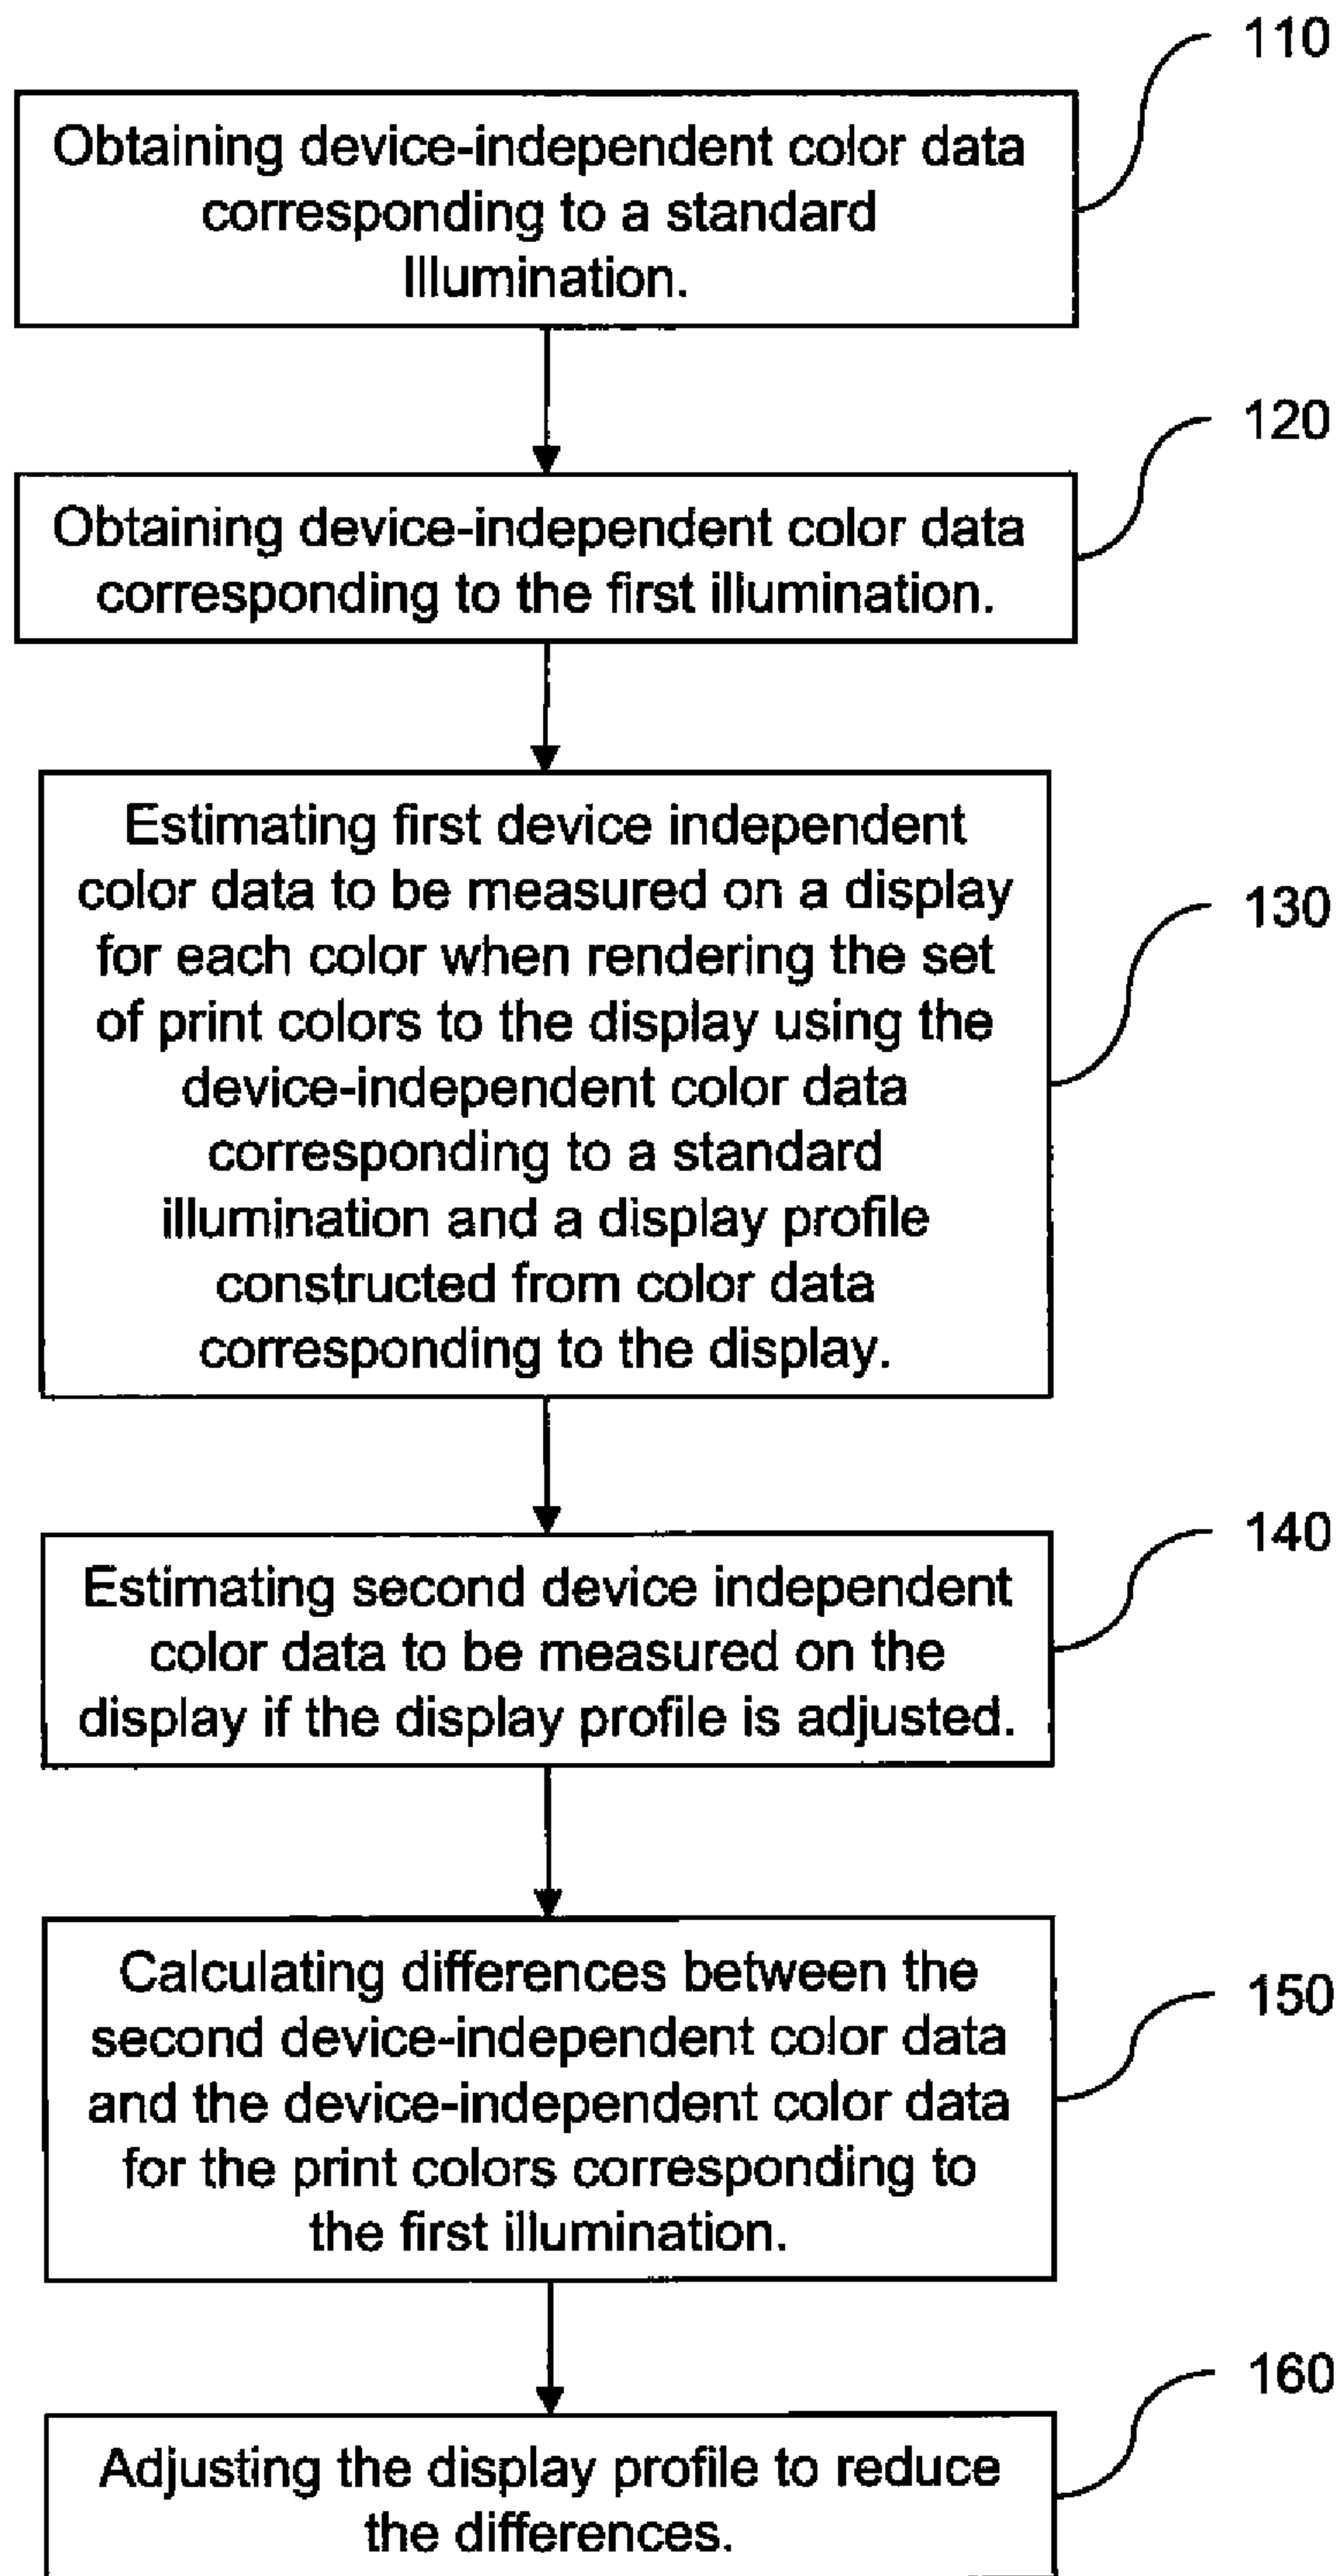 110
Obtaining device-independent color data
corresponding to a standard
Illumination.
120
Obtaining device-independent color data
corresponding to the first illumination.
Estimating first device independent
color data to be measured on a display
for each color when rendering the set
of print colors to the display using the
device-independent color data
corresponding to a standard
illumination and a display profile
constructed from color data
corresponding to the display.
130
140
Estimating second device independent
color data to be measured on the
display if the display profile is adjusted.
Calculating differences between the
second device-independent color data
and the device-independent color data
for the print colors corresponding to
the first illumination.
150
160
Adjusting the display profile to reduce
the differences.